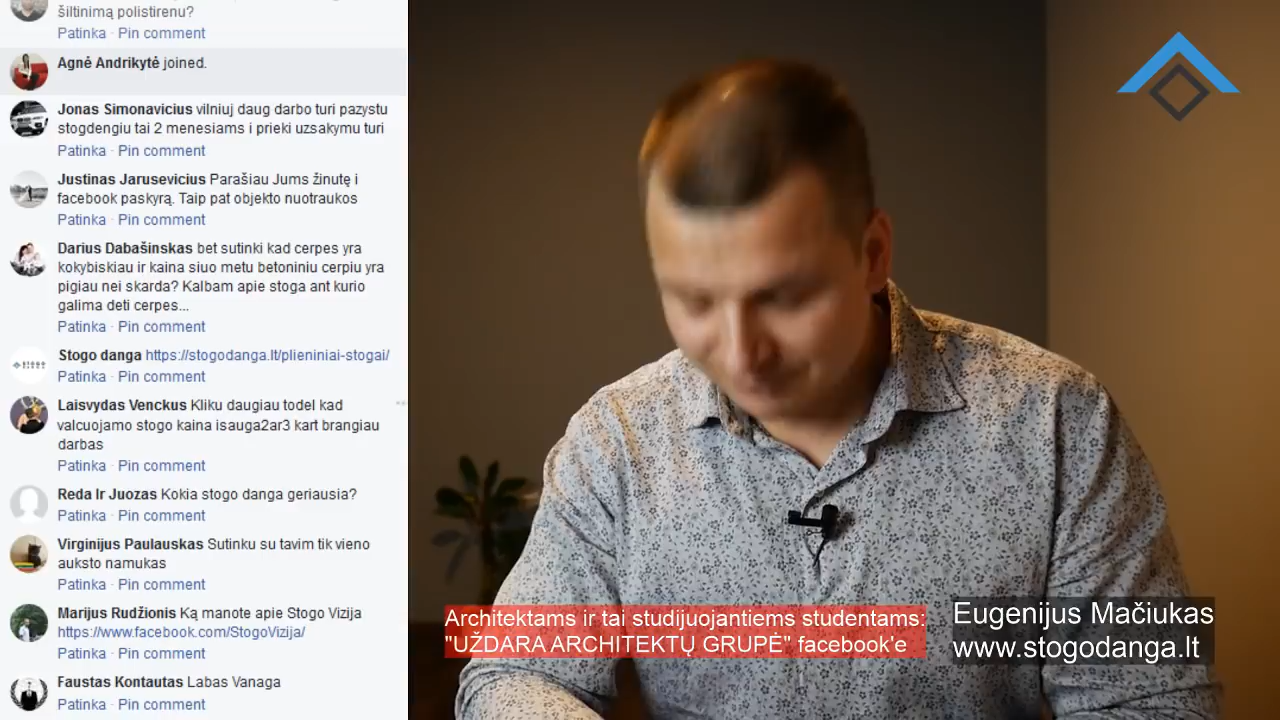 šiltinimą polistirenu?
Patinka · Pin comment
Agnė Andrikytė joined.
Jonas Simonavicius vilniuj daug darbo turi pazystu
stogdengiu tai 2 menesiams i prieki uzsakymu turi
Patinka · Pin comment
Justinas Jarusevicius Parašiau Jums žinutę i
facebook paskyrą. Taip pat objekto nuotraukos
Patinka · Pin comment
Darius Dabašinskas bet sutinki kad cerpes yra
kokybiskiau ir kaina siuo metu betoniniu cerpiu yra
pigiau nei skarda? Kalbam apie stoga ant kurio
galima deti cerpes...
Patinka · Pin comment
Stogo danga https://stogodanga.lt/plieniniai-stogai/
Patinka · Pin comment
Laisvydas Venckus Kliku daugiau todel kad
valcuojamo stogo kaina isauga2ar3 kart brangiau
darbas
Patinka · Pin comment
Reda Ir Juozas Kokia stogo danga geriausia?
Patinka · Pin comment
Virginijus Paulauskas Sutinku su tavim tik vieno
auksto namukas
Patinka · Pin comment
Marijus Rudžionis Ką manote apie Stogo Vizija
https://www.facebook.com/StogoVizija/
Patinka · Pin comment
Faustas Kontautas Labas Vanaga
Patinka · Pin comment
Architektams ir tai studijuojantiems studentams:
"UŽDARA ARCHITEKTŲ GRUPĖ" facebook'e
Eugenijus Mačiukas
www.stogodanga.lt